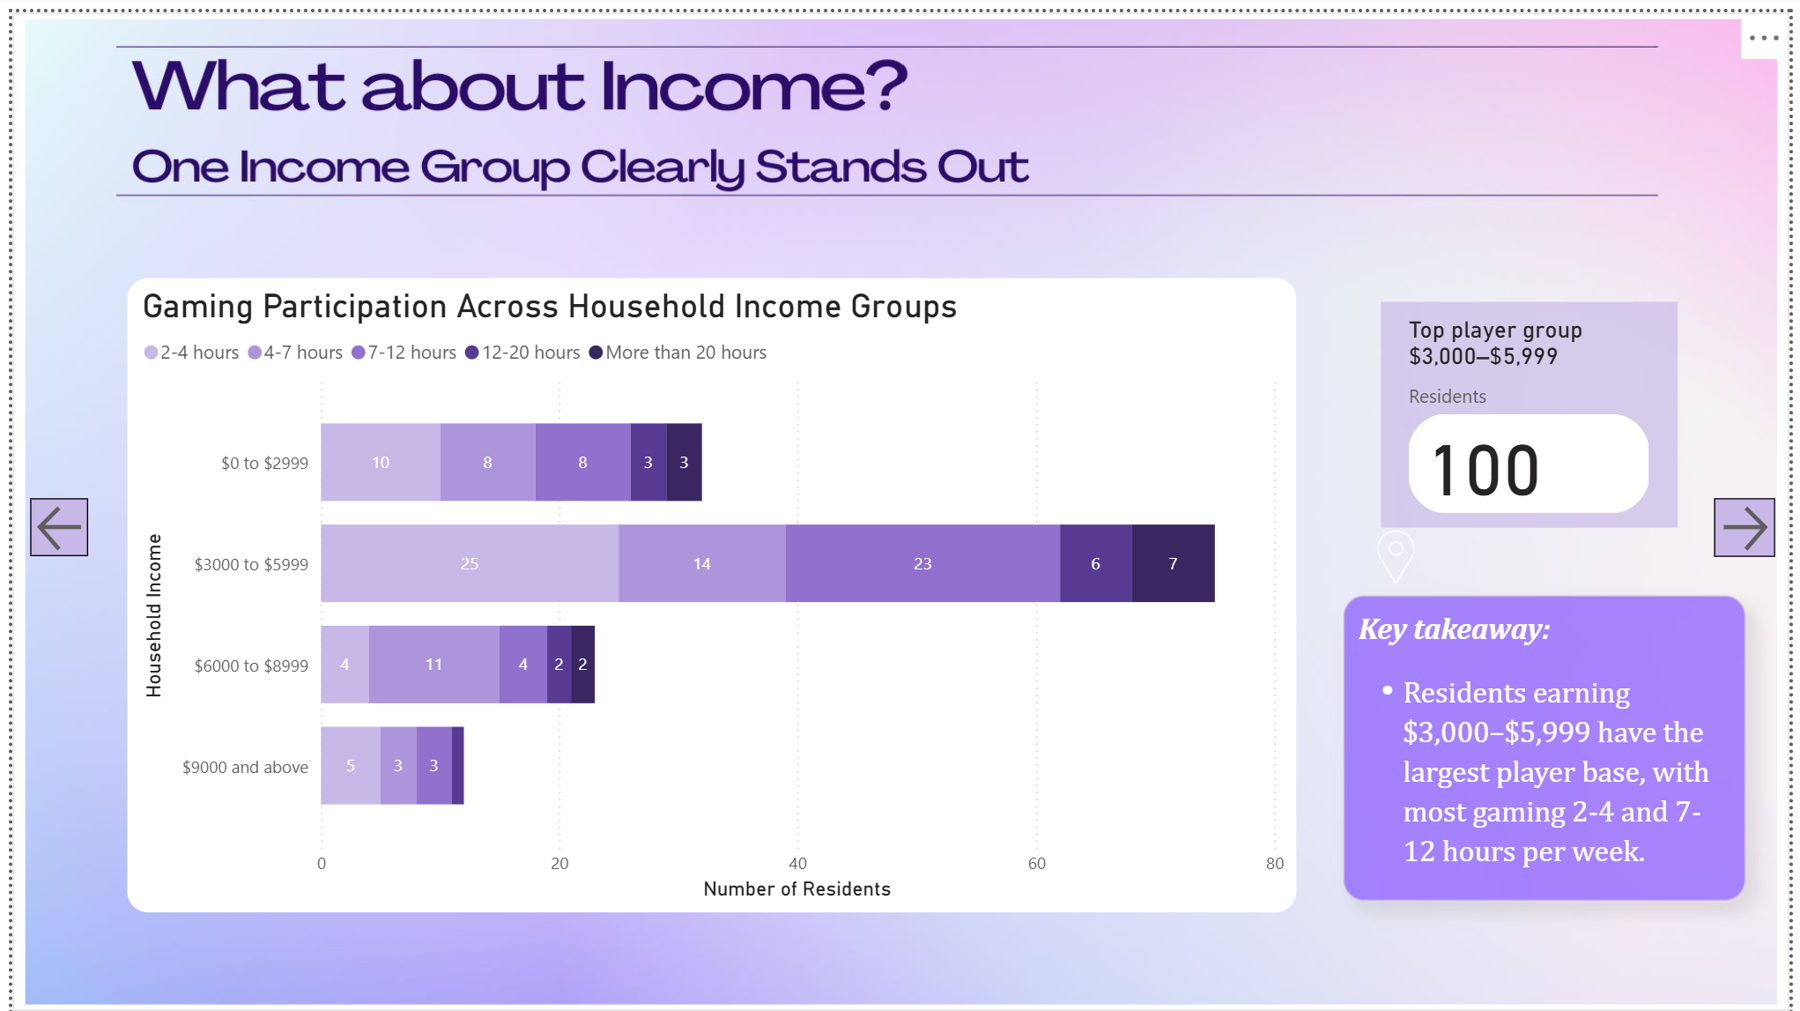 What about Income?
One Income Group Clearly Stands Out
Gaming Participation Across Household Income Groups
2-4 hours 4-7 hours 7-12 hours 12-20 hours More than 20 hours
Household Income
$0 to $2999 10 8 8 3 3
$3000 to $5999 25 14 23 6 7
$6000 to $8999 4 11 4 2 2
$9000 and above 5 3 3
0 20 40 60 80
Number of Residents
Top player group
$3,000–$5,999
Residents
100
Key takeaway:
• Residents earning
$3,000–$5,999 have the
largest player base, with
most gaming 2-4 and 7-
12 hours per week.